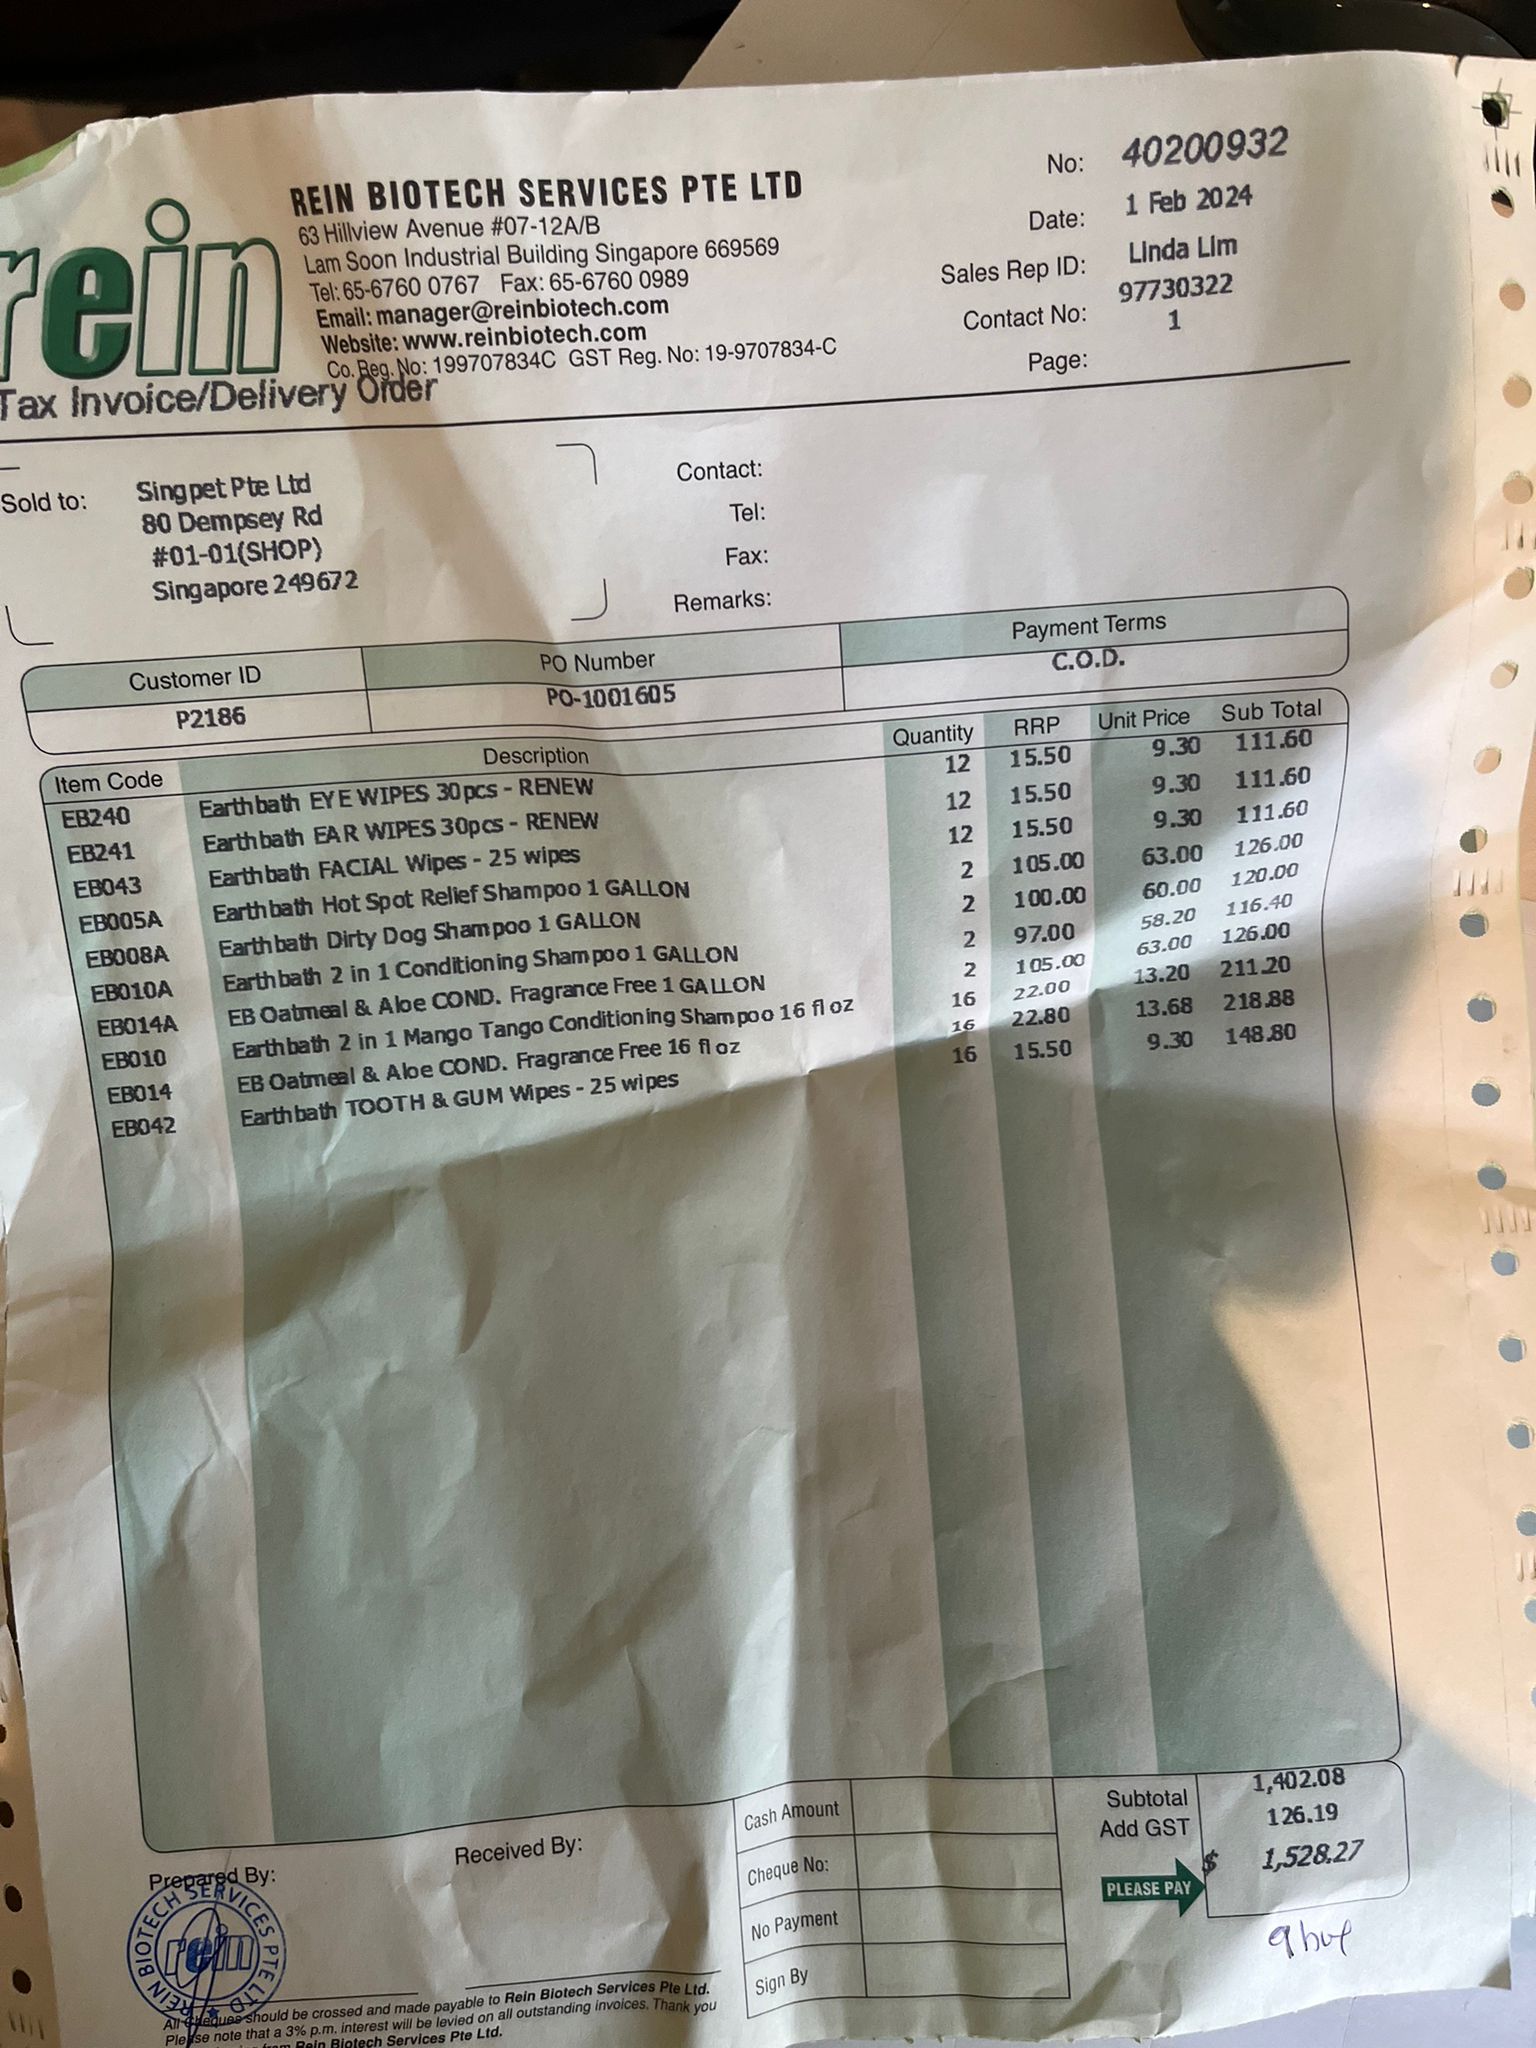 rein
REIN BIOTECH SERVICES PTE LTD
63 Hillview Avenue #07-12A/B
Lam Soon Industrial Building Singapore 669569
Tel: 65-6760 0767 Fax: 65-6760 0989
Email: manager@reinbiotech.com
Website: www.reinbiotech.com
Co. Reg. No: 199707834C GST Reg. No: 19-9707834-C
No: 40200932
Date: 1 Feb 2024
Sales Rep ID: Linda Lim
Contact No: 97730322
Page: 1
Tax Invoice/Delivery Order
Sold to: Singpet Pte Ltd
80 Dempsey Rd
#01-01(SHOP)
Singapore 249672
Contact:
Tel:
Fax:
Remarks:
Customer ID PO Number Payment Terms
P2186 PO-1001605 C.O.D.
Item Code Description Quantity RRP Unit Price Sub Total
EB240 Earthbath EYE WIPES 30pcs - RENEW 12 15.50 9.30 111.60
EB241 Earthbath EAR WIPES 30pcs - RENEW 12 15.50 9.30 111.60
EB043 Earthbath FACIAL Wipes - 25 wipes 12 15.50 9.30 111.60
EB005A Earthbath Hot Spot Relief Shampoo 1 GALLON 2 105.00 63.00 126.00
EB008A Earthbath Dirty Dog Shampoo 1 GALLON 2 100.00 60.00 120.00
EB010A Earthbath 2 in 1 Conditioning Shampoo 1 GALLON 2 97.00 58.20 116.40
EB014A EB Oatmeal & Aloe COND. Fragrance Free 1 GALLON 2 105.00 63.00 126.00
EB010 Earthbath 2 in 1 Mango Tango Conditioning Shampoo 16 fl oz 16 22.00 13.20 211.20
EB014 EB Oatmeal & Aloe COND. Fragrance Free 16 fl oz 16 22.80 13.68 218.88
EB042 Earthbath TOOTH & GUM Wipes - 25 wipes 16 15.50 9.30 148.80
Subtotal 1,402.08
Add GST 126.19
PLEASE PAY $ 1,528.27
Cash Amount
Cheque No:
No Payment
Sign By
Prepared By:
Received By:
REIN BIOTECH SERVICES PTE LTD
rein
All Cheques should be crossed and made payable to Rein Biotech Services Pte Ltd.
Please note that a 3% p.m. interest will be levied on all outstanding invoices. Thank you
from Rein Biotech Services Pte Ltd.